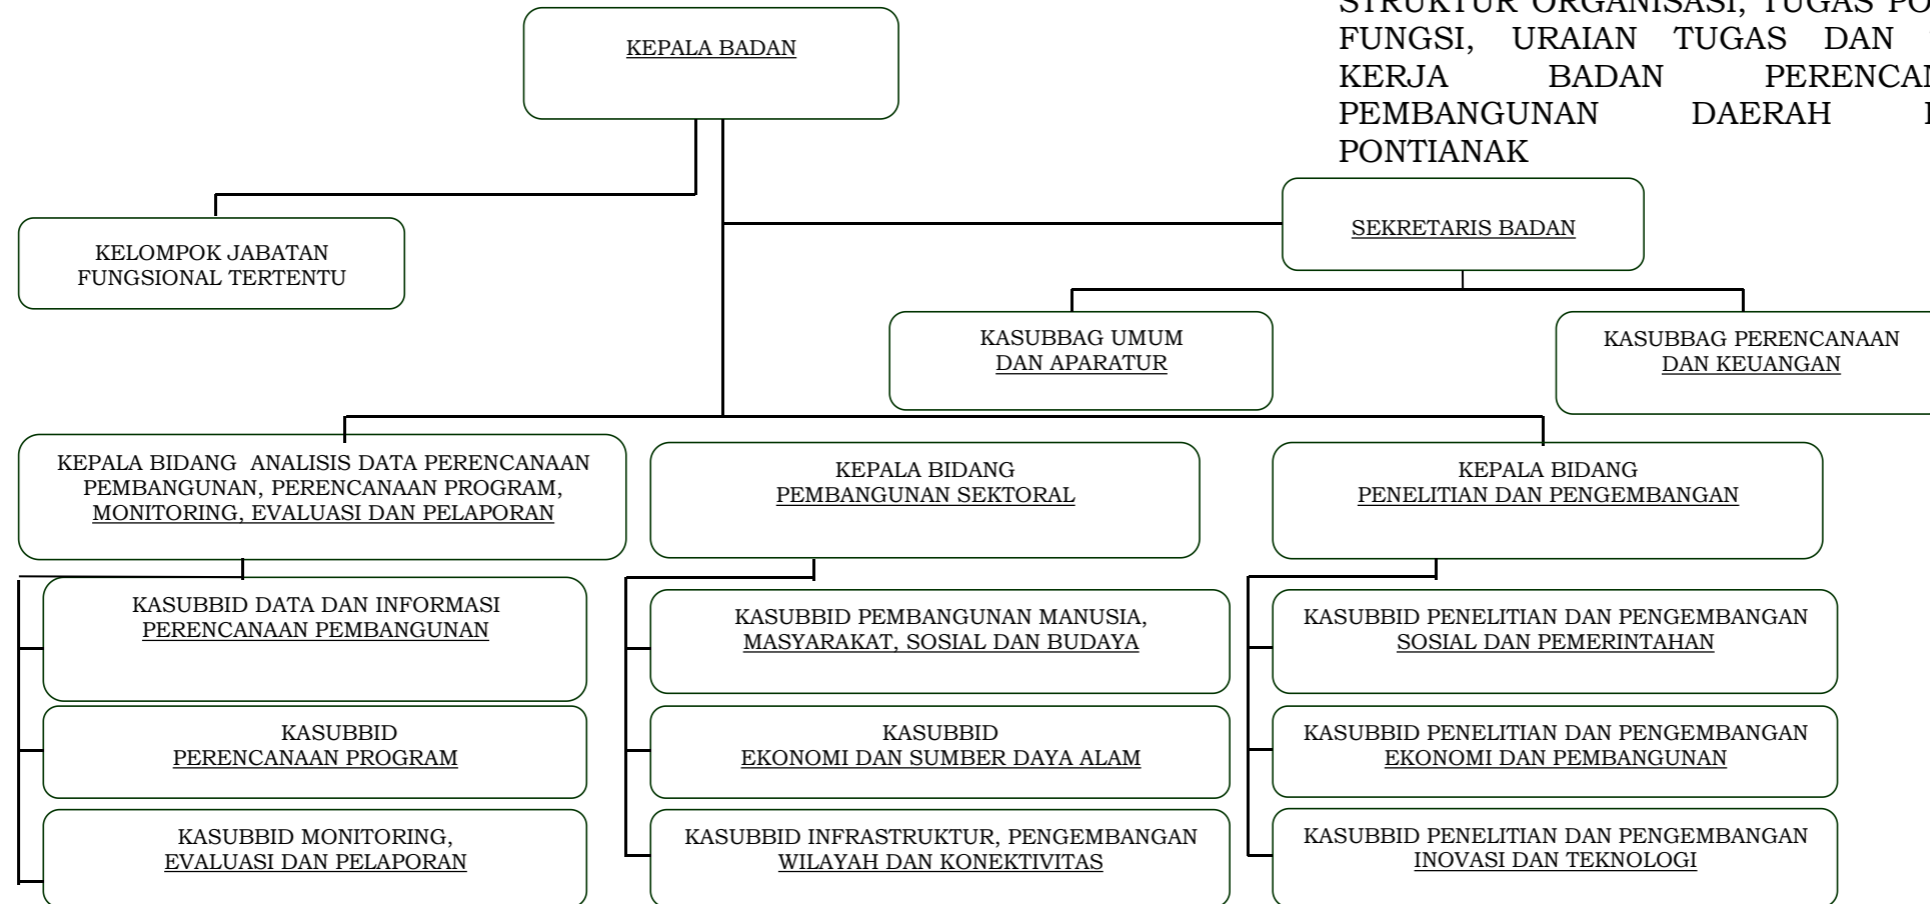 KEPALA BADAN
STRUKTUR ORGANISASI, TUGAS
FUNGSI, URAIAN TUGAS DAN
KERJA BADAN
PEMBANGUNAN DAERAH
PONTIANAK
SEKRETARIS BADAN
KELOMPOK JABATAN
FUNGSIONAL TERTENTU
KASUBBAG UMUM
DAN APARATUR
KASUBBAG PERENCANAAN
DAN KEUANGAN
KEPALA BIDANG ANALISIS DATA PERENCANAAN
PEMBANGUNAN, PERENCANAAN PROGRAM,
MONITORING, EVALUASI DAN PELAPORAN
KEPALA BIDANG
PEMBANGUNAN SEKTORAL
KEPALA BIDANG
PENELITIAN DAN PENGEMBANGAN
KASUBBID DATA DAN INFORMASI
PERENCANAAN PEMBANGUNAN
KASUBBID PEMBANGUNAN MANUSIA,
MASYARAKAT, SOSIAL DAN BUDAYA
KASUBBID PENELITIAN DAN PENGEMBANGAN
SOSIAL DAN PEMERINTAHAN
KASUBBID
PERENCANAAN PROGRAM
KASUBBID
EKONOMI DAN SUMBER DAYA ALAM
KASUBBID PENELITIAN DAN PENGEMBANGAN
EKONOMI DAN PEMBANGUNAN
KASUBBID MONITORING,
EVALUASI DAN PELAPORAN
KASUBBID INFRASTRUKTUR, PENGEMBANGAN
WILAYAH DAN KONEKTIVITAS
KASUBBID PENELITIAN DAN PENGEMBANGAN
INOVASI DAN TEKNOLOGI